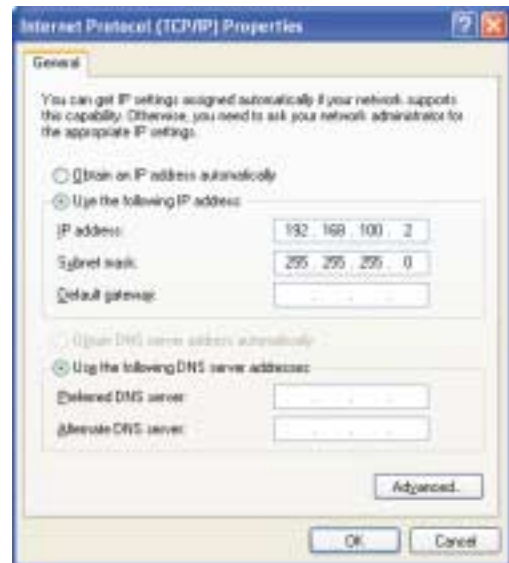 Internet Protocol (TCP/IP) Properties
General
You can get IP settings assigned automatically if your network supports
this capability. Otherwise, you need to ask your network administrator for
the appropriate IP settings.
Obtain an IP address automatically
Use the following IP address:
IP address: 192 . 168 . 100 . 2
Subnet mask: 255 . 255 . 255 . 0
Default gateway: . . .
Obtain DNS server address automatically
Use the following DNS server addresses:
Preferred DNS server: . . .
Alternate DNS server: . . .
Advanced...
OK Cancel